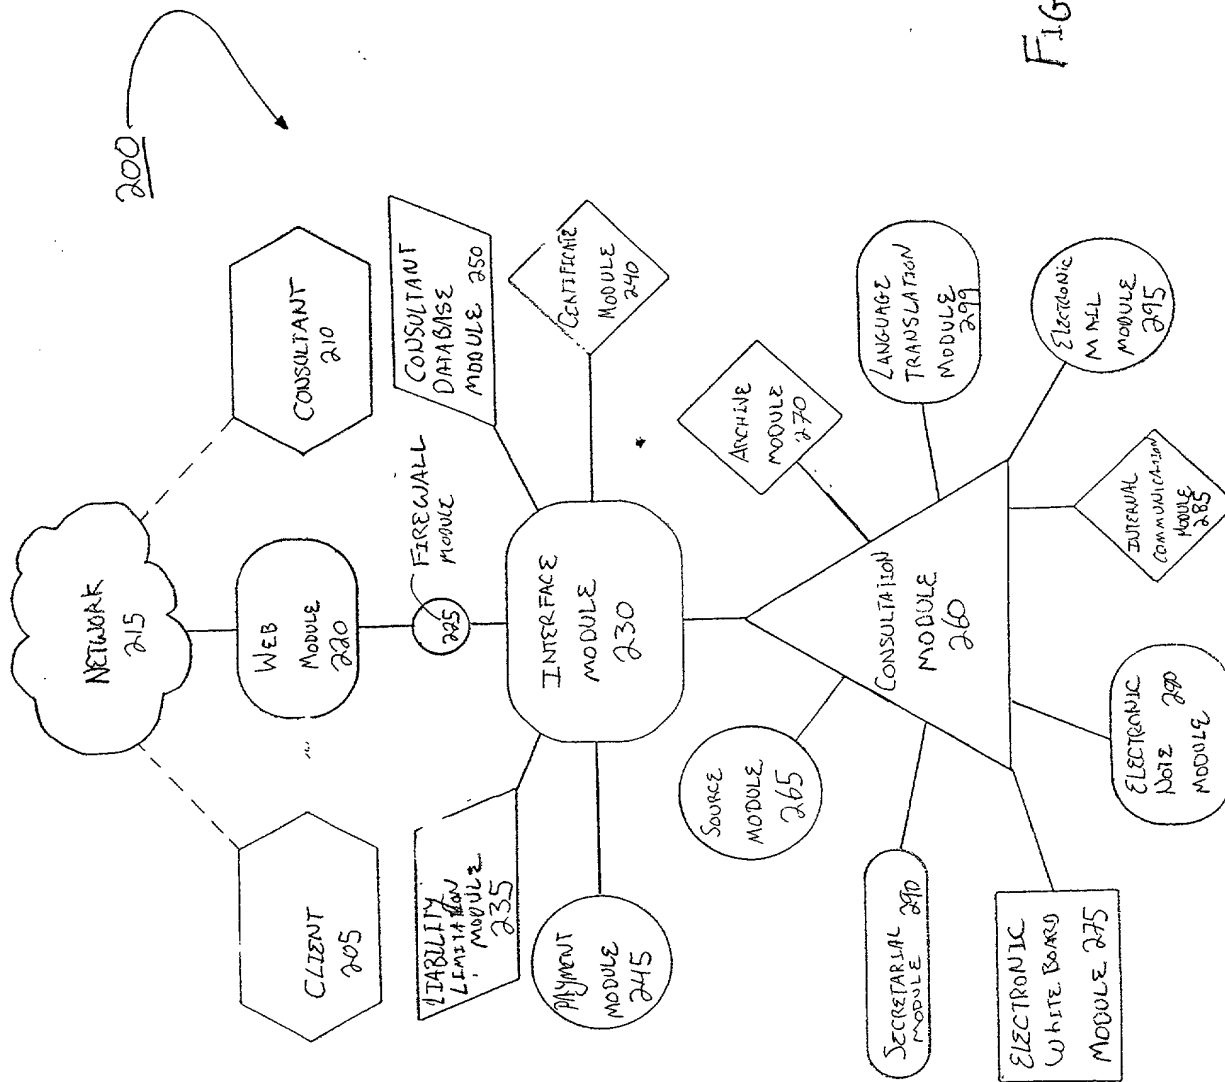 200
FIG
NETWORK
215
CLIENT
205
WEB
MODULE
220
CONSULTANT
210
225
FIREWALL
MODULE
LIABILITY
LIMITATION
MODULE
235
INTERFACE
MODULE
230
CONSULTANT
DATABASE
MODULE 250
PAYMENT
MODULE
245
CERTIFICATE
MODULE
240
SOURCE
MODULE
265
ARCHIVE
MODULE
270
CONSULTATION
MODULE
260
SECRETARIAL
MODULE 290
LANGUAGE
TRANSLATION
MODULE
299
ELECTRONIC
WHITE BOARD
MODULE 275
ELECTRONIC
NOTE 280
MODULE
INTERNAL
COMMUNICATION
MODULE
285
ELECTRONIC
MAIL
MODULE
295